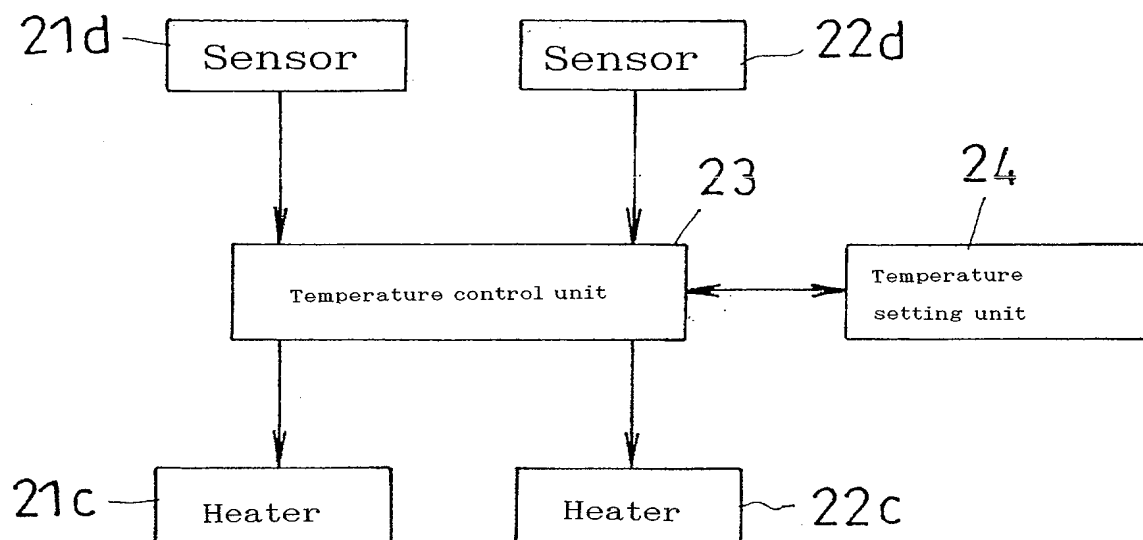 21d
Sensor
Sensor
22d
23
24
Temperature control unit
Temperature
setting unit
21c
Heater
Heater
22c